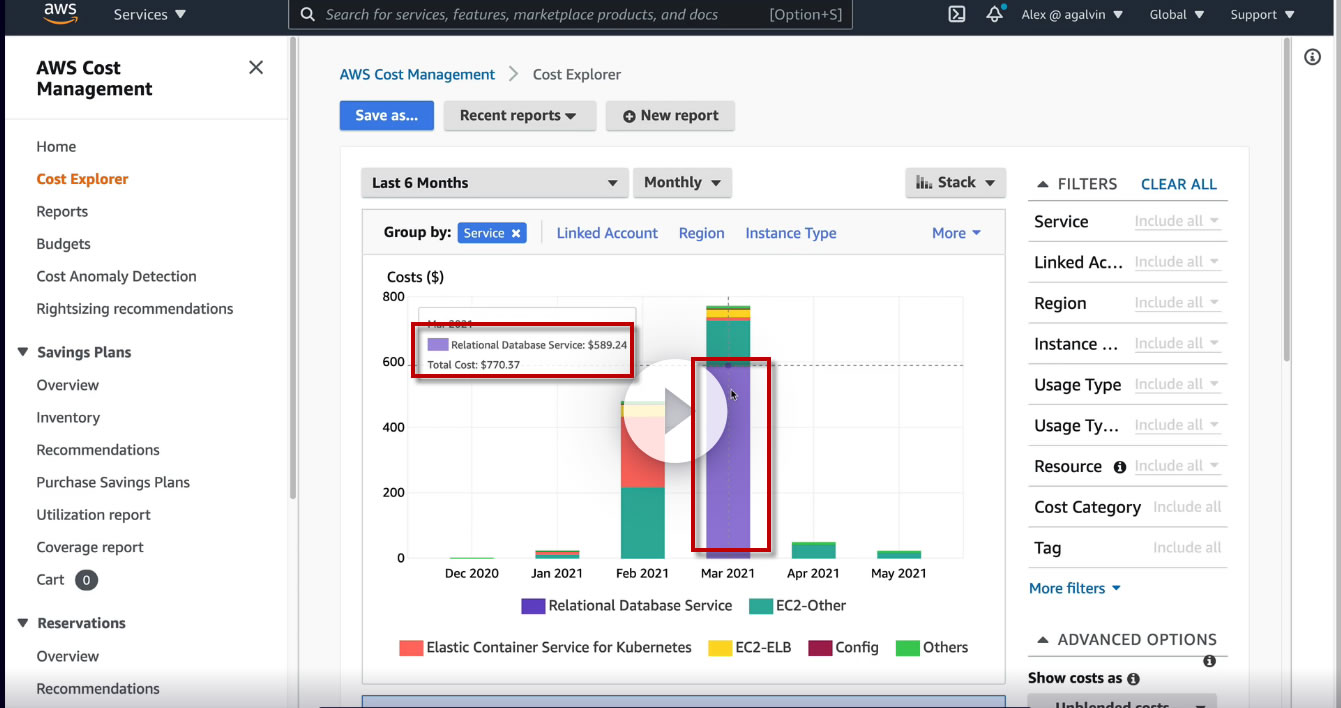 aws
Services
Search for services, features, marketplace products, and docs [Option+S]
Alex @ agalvin
Global
Support
AWS Cost
Management
Home
Cost Explorer
Reports
Budgets
Cost Anomaly Detection
Rightsizing recommendations
Savings Plans
Overview
Inventory
Recommendations
Purchase Savings Plans
Utilization report
Coverage report
Cart 0
Reservations
Overview
Recommendations
AWS Cost Management > Cost Explorer
Save as...
Recent reports
New report
Last 6 Months
Monthly
Stack
Group by: Service × Linked Account Region Instance Type More
Costs ($)
800
600
400
200
0
Mar 2021
Relational Database Service: $589.24
Total Cost: $770.37
Dec 2020 Jan 2021 Feb 2021 Mar 2021 Apr 2021 May 2021
Relational Database Service EC2-Other
Elastic Container Service for Kubernetes EC2-ELB Config Others
FILTERS CLEAR ALL
Service Include all
Linked Ac... Include all
Region Include all
Instance ... Include all
Usage Type Include all
Usage Ty... Include all
Resource Include all
Cost Category Include all
Tag Include all
More filters
ADVANCED OPTIONS
Show costs as
Unblended costs